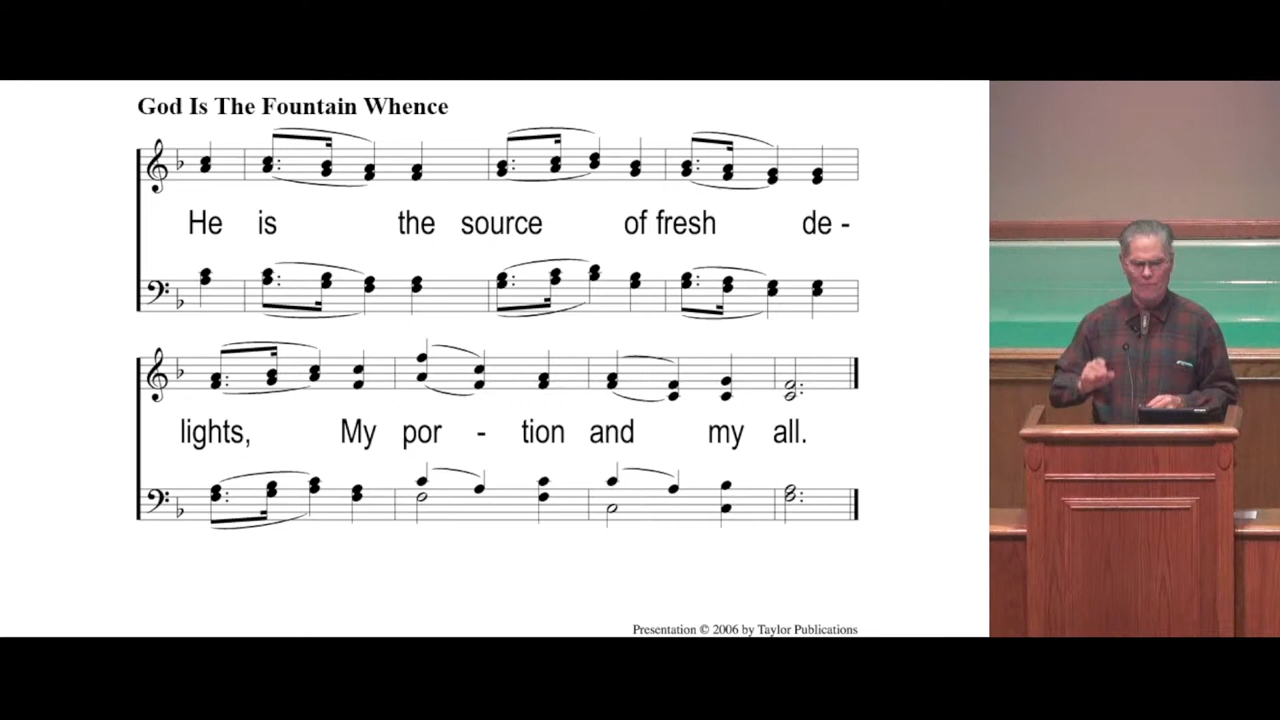 God Is The Fountain Whence
He is the source of fresh de -
lights, My por - tion and my all.
Presentation © 2006 by Taylor Publications